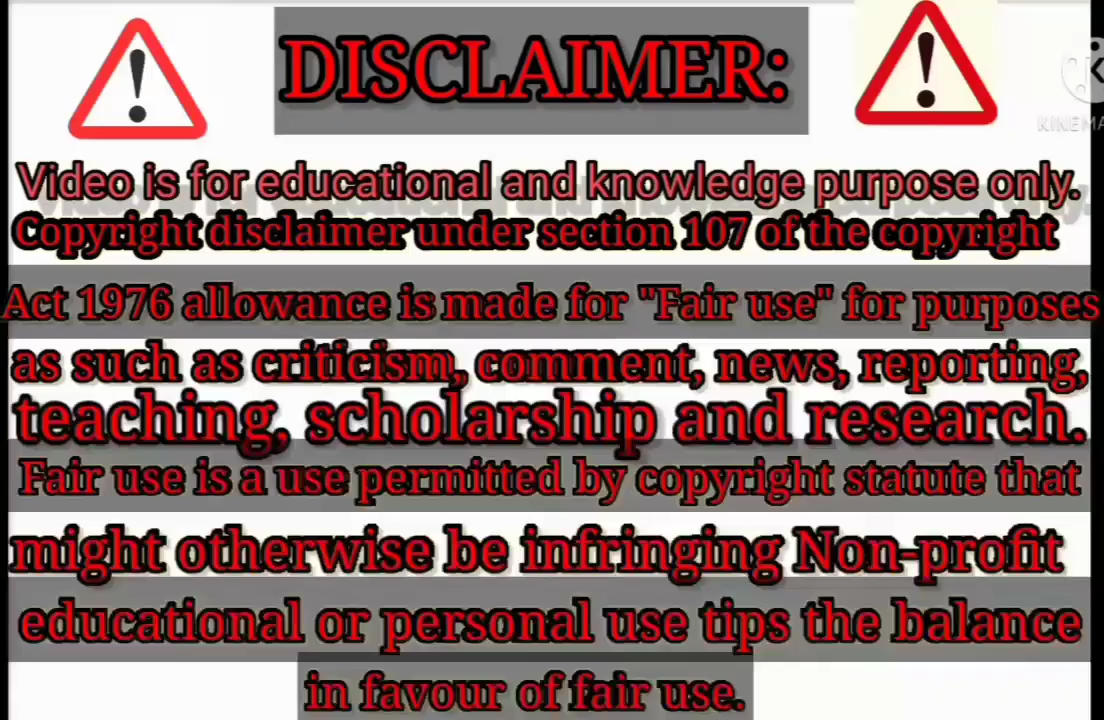 DISCLAIMER:
KINEMA
Video is for educational and knowledge purpose only.
Copyright disclaimer under section 107 of the copyright
Act 1976 allowance is made for "Fair use" for purposes
as such as criticism, comment, news, reporting,
teaching, scholarship and research.
Fair use is a use permitted by copyright statute that
might otherwise be infringing Non-profit
educational or personal use tips the balance
in favour of fair use.